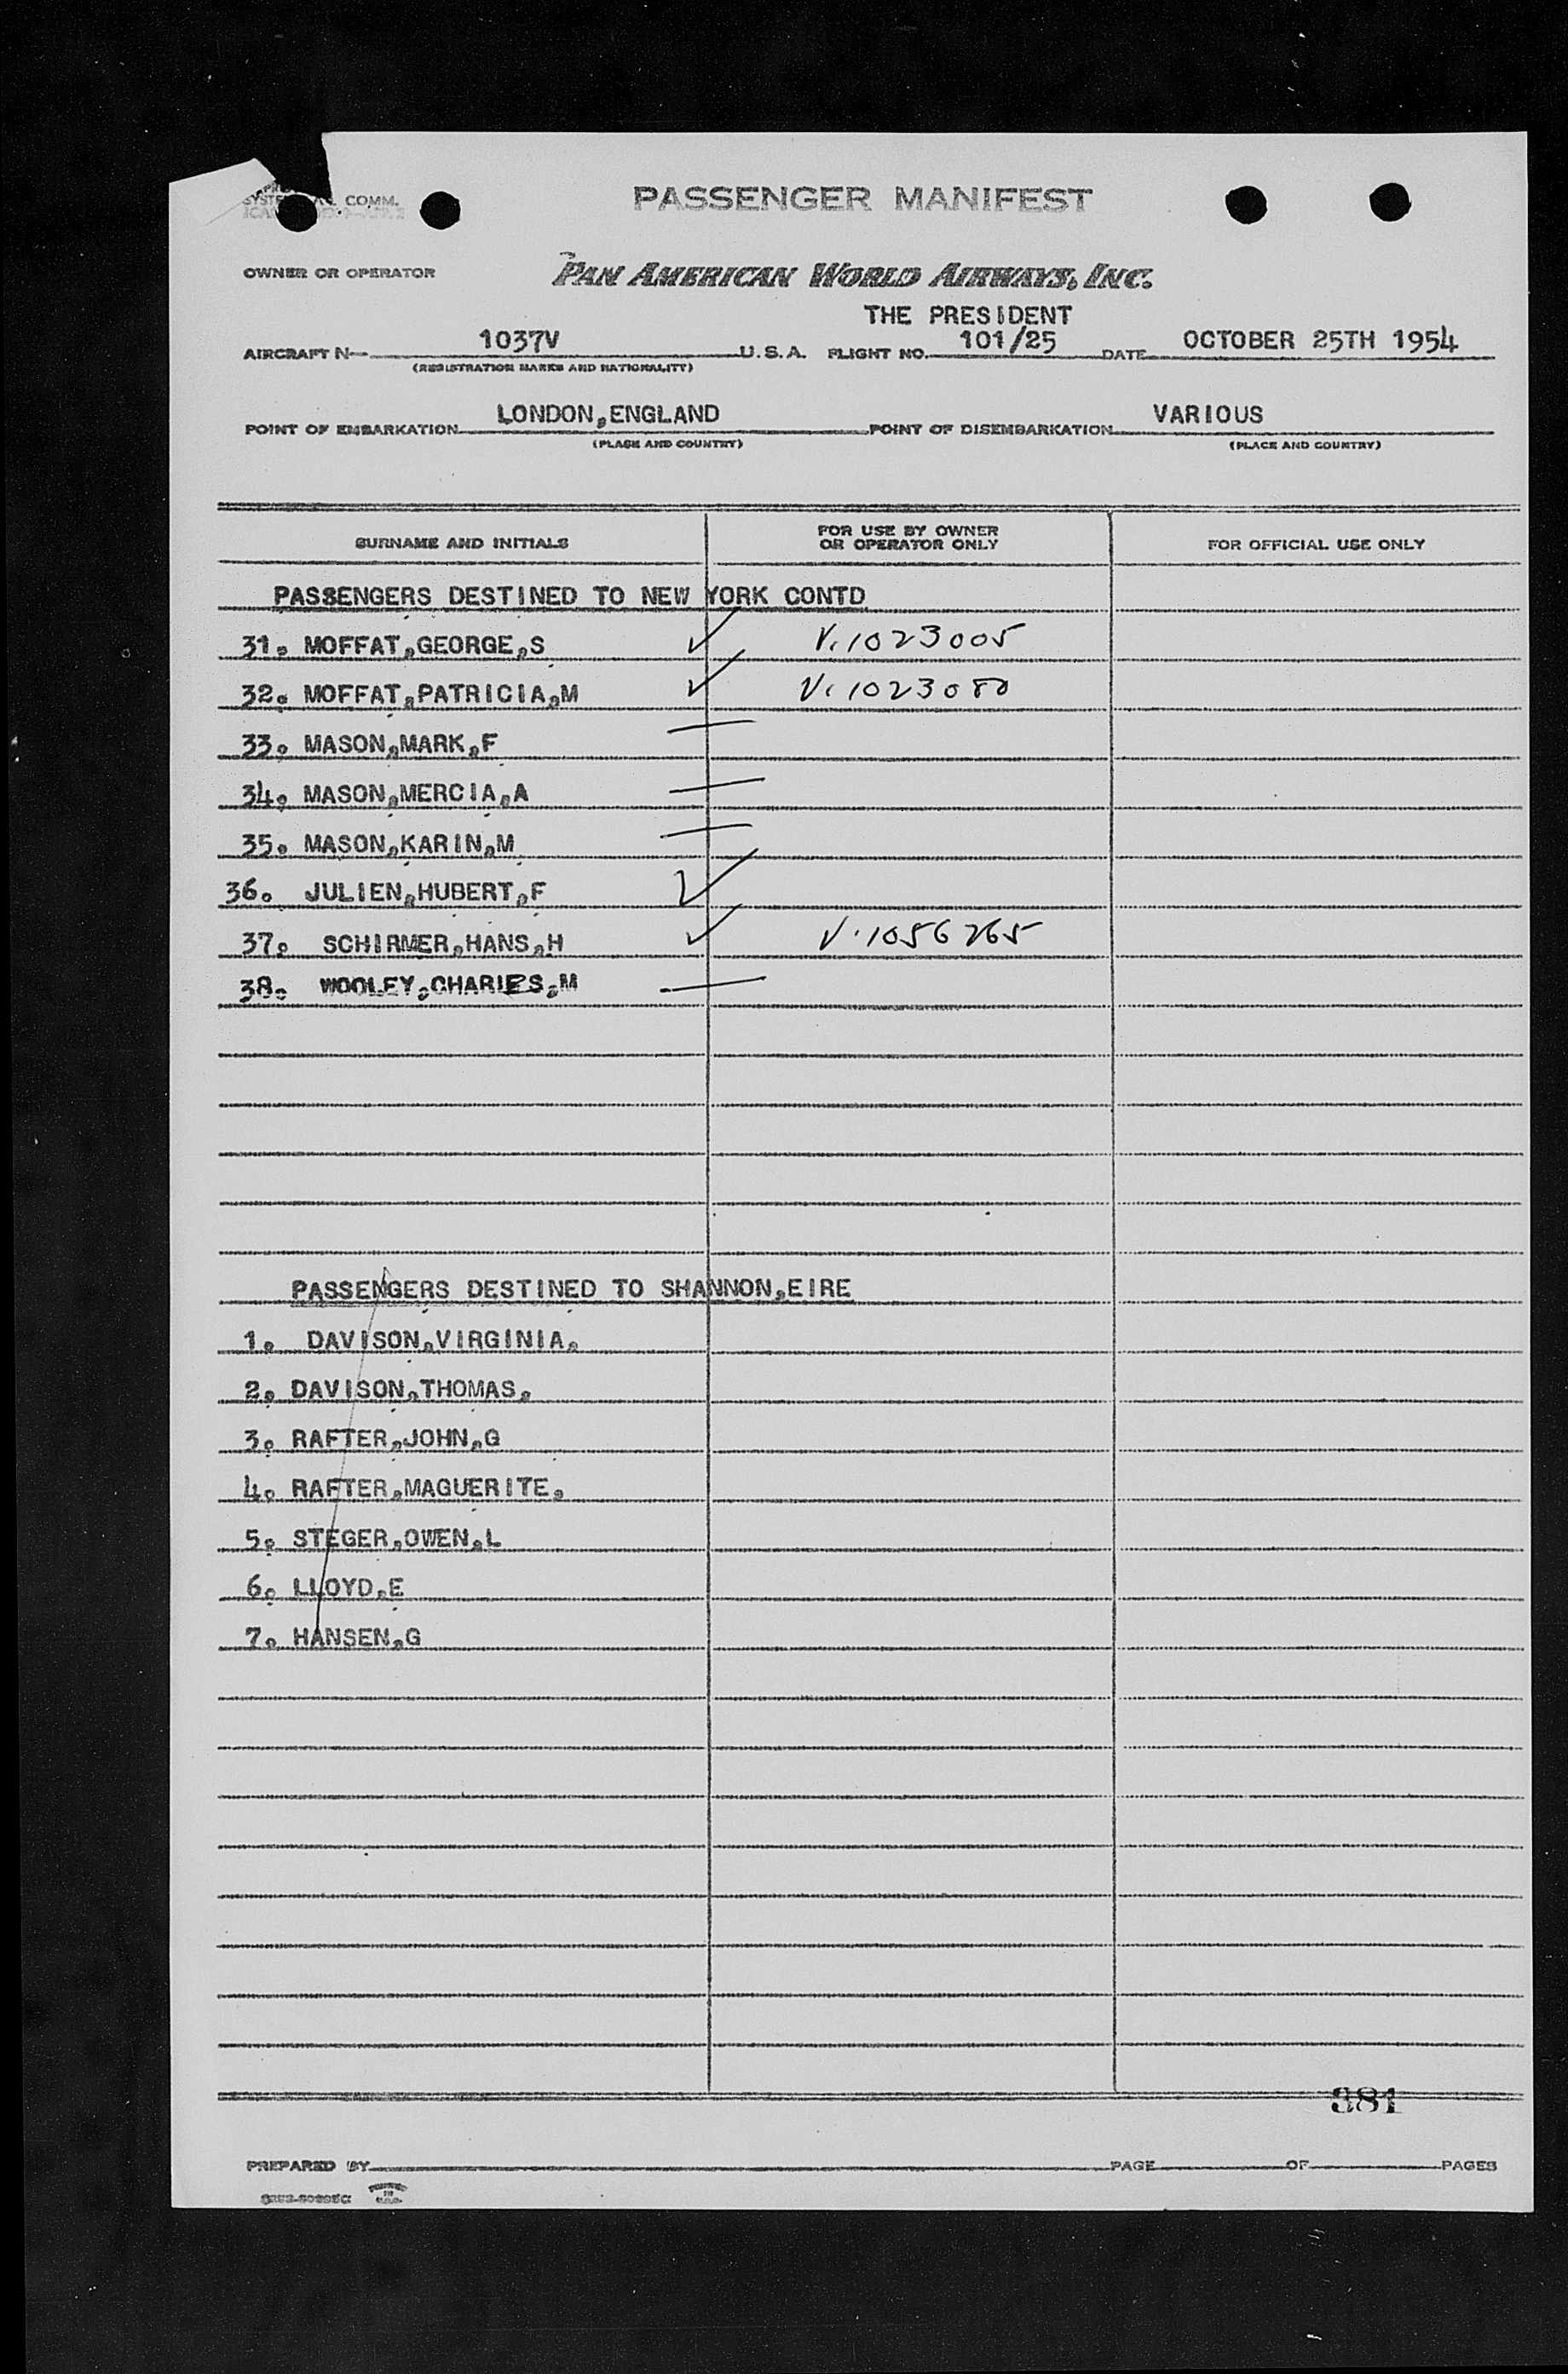 COMM.
PASSENGER MANIFEST
OWNER OR OPERATOR PAN AMERICAN WORLD AIRWAYS, INC.
THE PRESIDENT
AIRCRAFT N- 1037V U.S.A. FLIGHT NO. 101/25 DATE OCTOBER 25TH 1954
(REGISTRATION MARKS AND NATIONALITY)
POINT OF EMBARKATION LONDON,ENGLAND POINT OF DISEMBARKATION VARIOUS
(PLACE AND COUNTRY) (PLACE AND COUNTRY)
SURNAME AND INITIALS FOR USE BY OWNER OR OPERATOR ONLY FOR OFFICIAL USE ONLY
PASSENGERS DESTINED TO NEW YORK CONTD
31. MOFFAT,GEORGE,S ✓ V.1023005
32. MOFFAT,PATRICIA,M ✓ V.1023080
33. MASON,MARK,F —
34. MASON,MERCIA,A —
35. MASON,KARIN,M —
36. JULIEN,HUBERT,F ✓
37. SCHIRMER,HANS,H ✓ V.1056265
38. WOOLEY,CHARLES,M —
PASSENGERS DESTINED TO SHANNON,EIRE
1. DAVISON,VIRGINIA.
2. DAVISON,THOMAS.
3. RAFTER,JOHN,G
4. RAFTER,MAGUERITE.
5. STEGER,OWEN,L
6. LLOYD,E
7. HANSEN,G
381
PREPARED BY PAGE OF PAGES